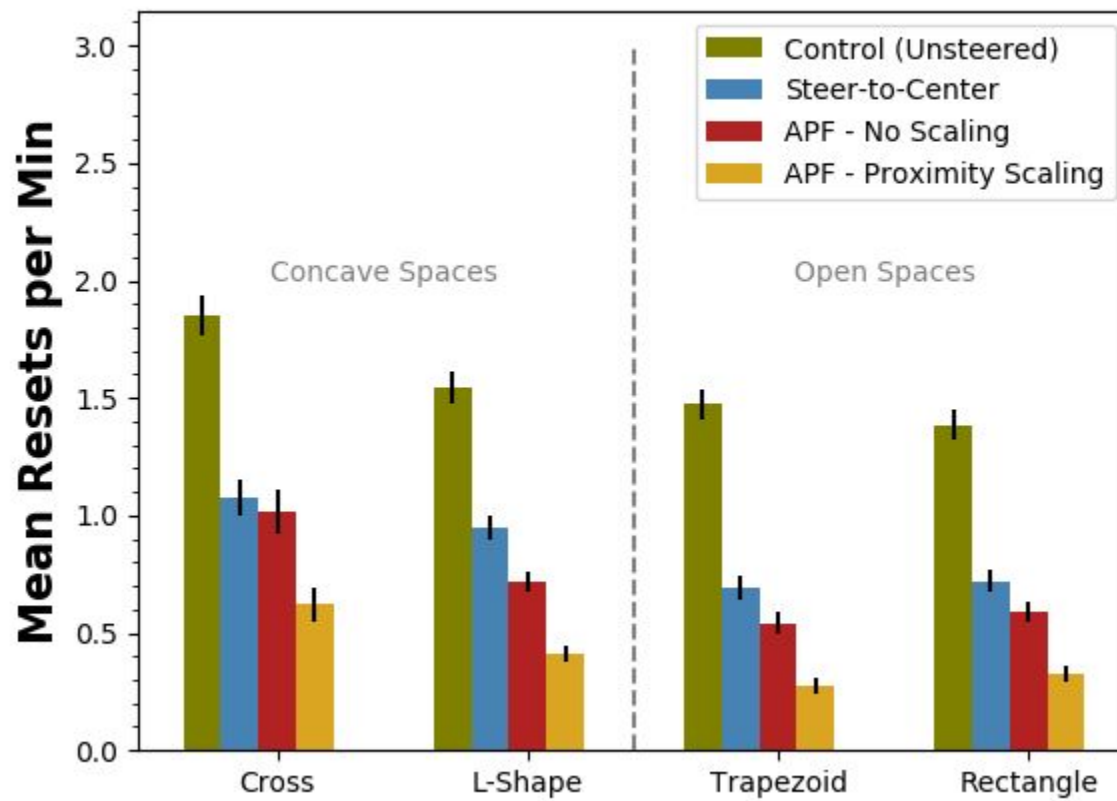 Mean Resets per Min
3.0
2.5
2.0
1.5
1.0
0.5
0.0
Control (Unsteered)
Steer-to-Center
APF - No Scaling
APF - Proximity Scaling
Concave Spaces
Open Spaces
Cross
L-Shape
Trapezoid
Rectangle